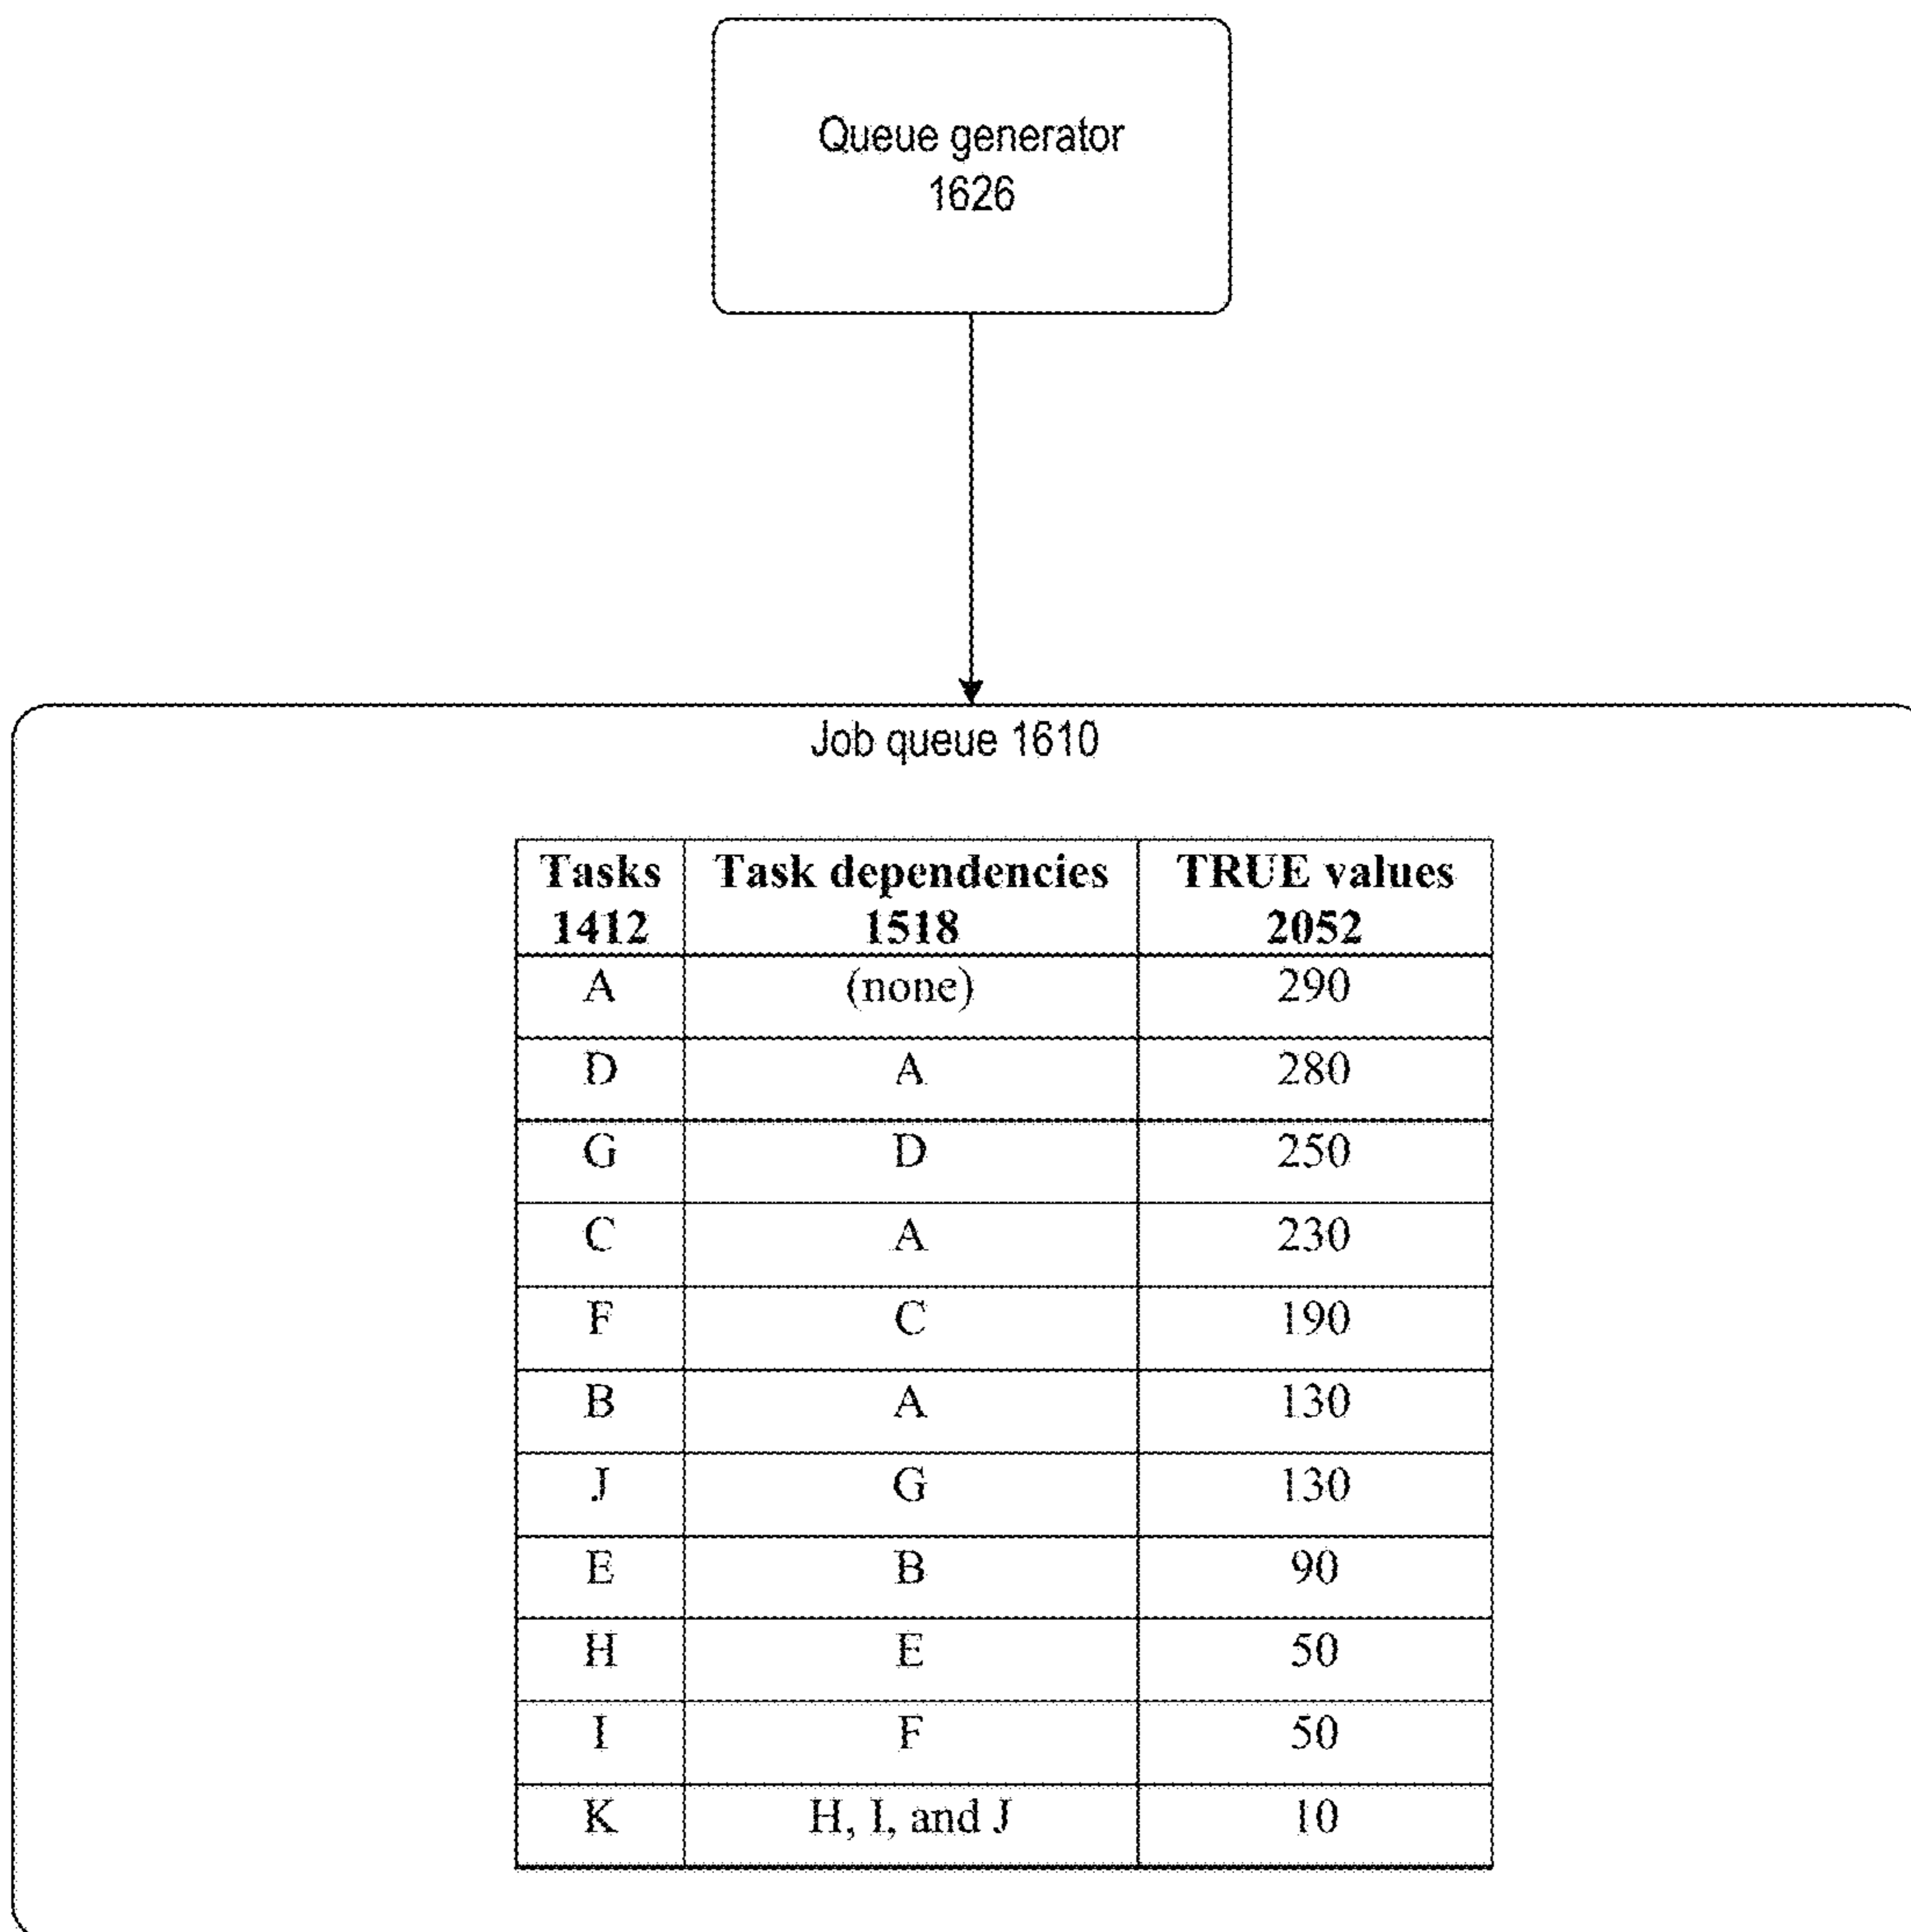 Queue generator
1626
Job queue 1610
Tasks Task dependencies TRUE values
1412 1518 2052
A (none) 290
D A 280
G D 250
C A 230
F C 190
B A 130
J G 130
E B 90
H E 50
I F 50
K H, I, and J 10